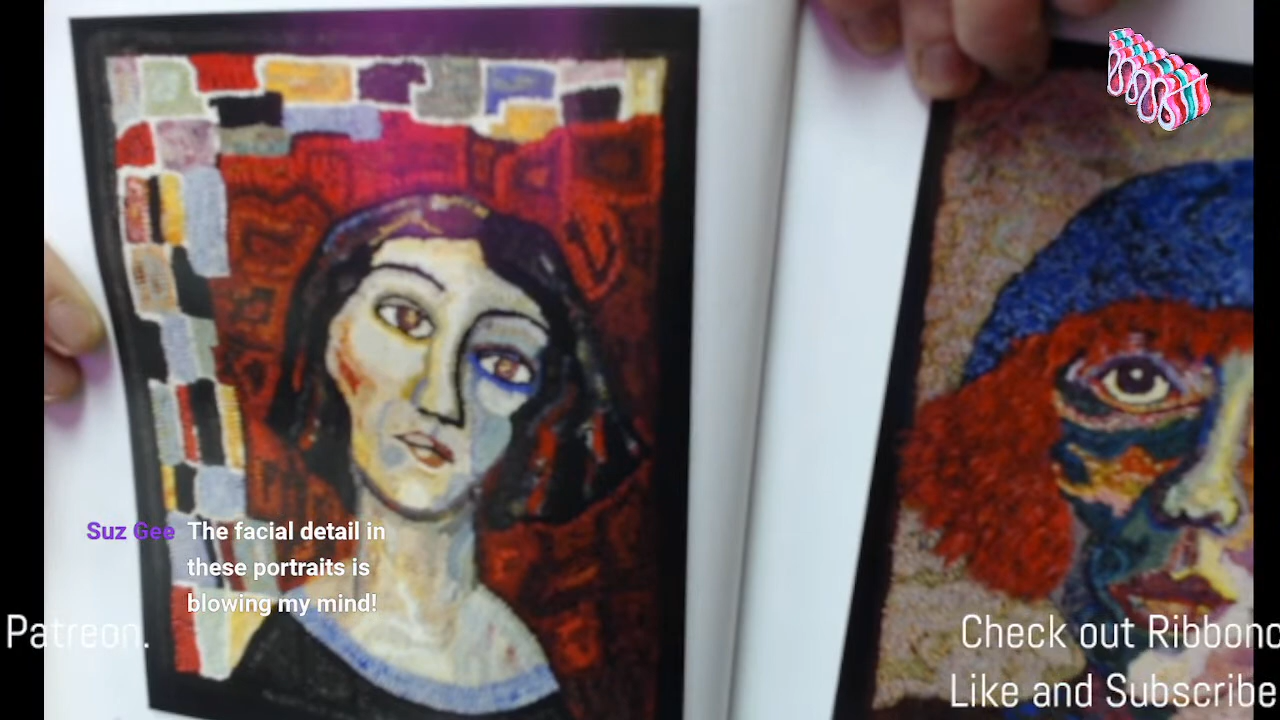 Suz Gee The facial detail in
these portraits is
blowing my mind!
Patreon.
Check out Ribbonc
Like and Subscribe